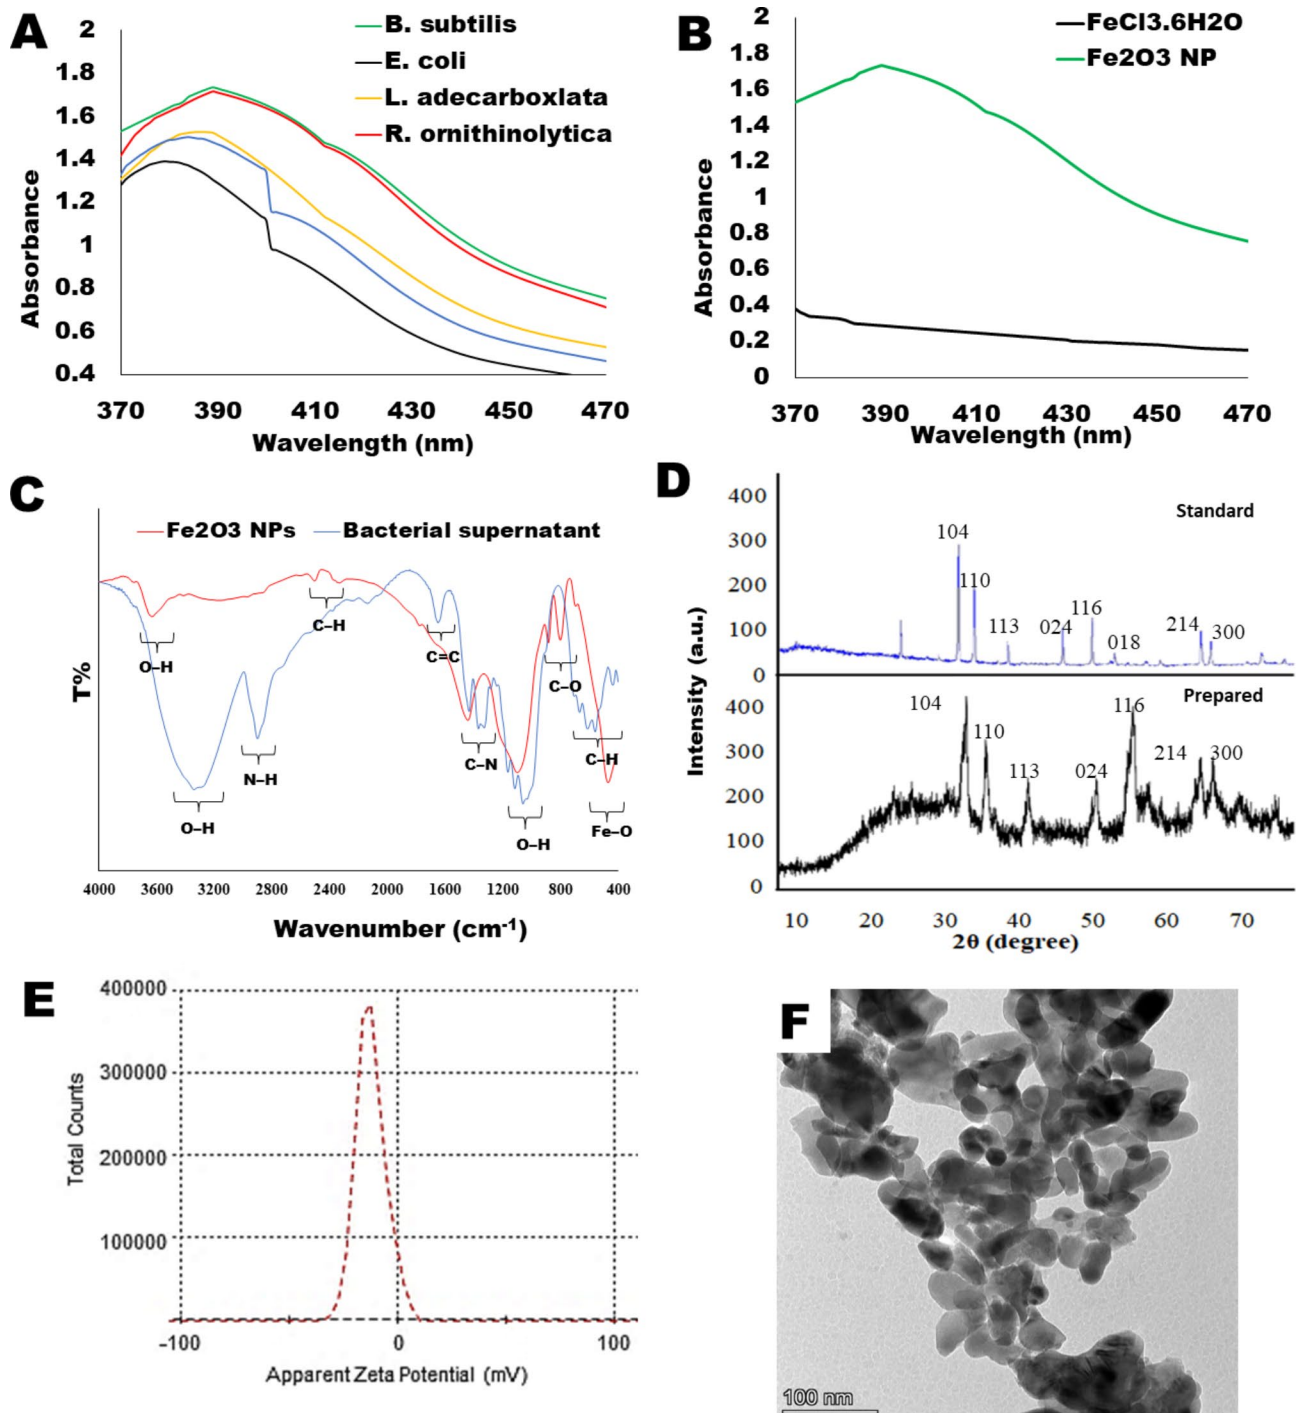 A
2
1.8
1.6
1.4
1.2
1
0.8
0.6
0.4
Absorbance
B. subtilis
E. coli
L. adecarboxlata
R. ornithinolytica
370 390 410 430 450 470
Wavelength (nm)
B
2
1.8
1.6
1.4
1.2
1
0.8
0.6
0.4
0.2
0
Absorbance
FeCl3.6H2O
Fe2O3 NP
370 390 410 430 450 470
Wavelength (nm)
C
Fe2O3 NPs Bacterial supernatant
T%
O–H
O–H
N–H
C–H
C=C
C–N
O–H
C–O
C–H
Fe–O
4000 3600 3200 2800 2400 2000 1600 1200 800 400
Wavenumber (cm-1)
D
Intensity (a.u.)
400
300
200
100
0
Standard
104
110
113
024
116
018
214
300
400
300
200
100
0
Prepared
104
110
113
024
116
214
300
10 20 30 40 50 60 70
2θ (degree)
E
Total Counts
400000
300000
200000
100000
-100 0 100
Apparent Zeta Potential (mV)
F
100 nm